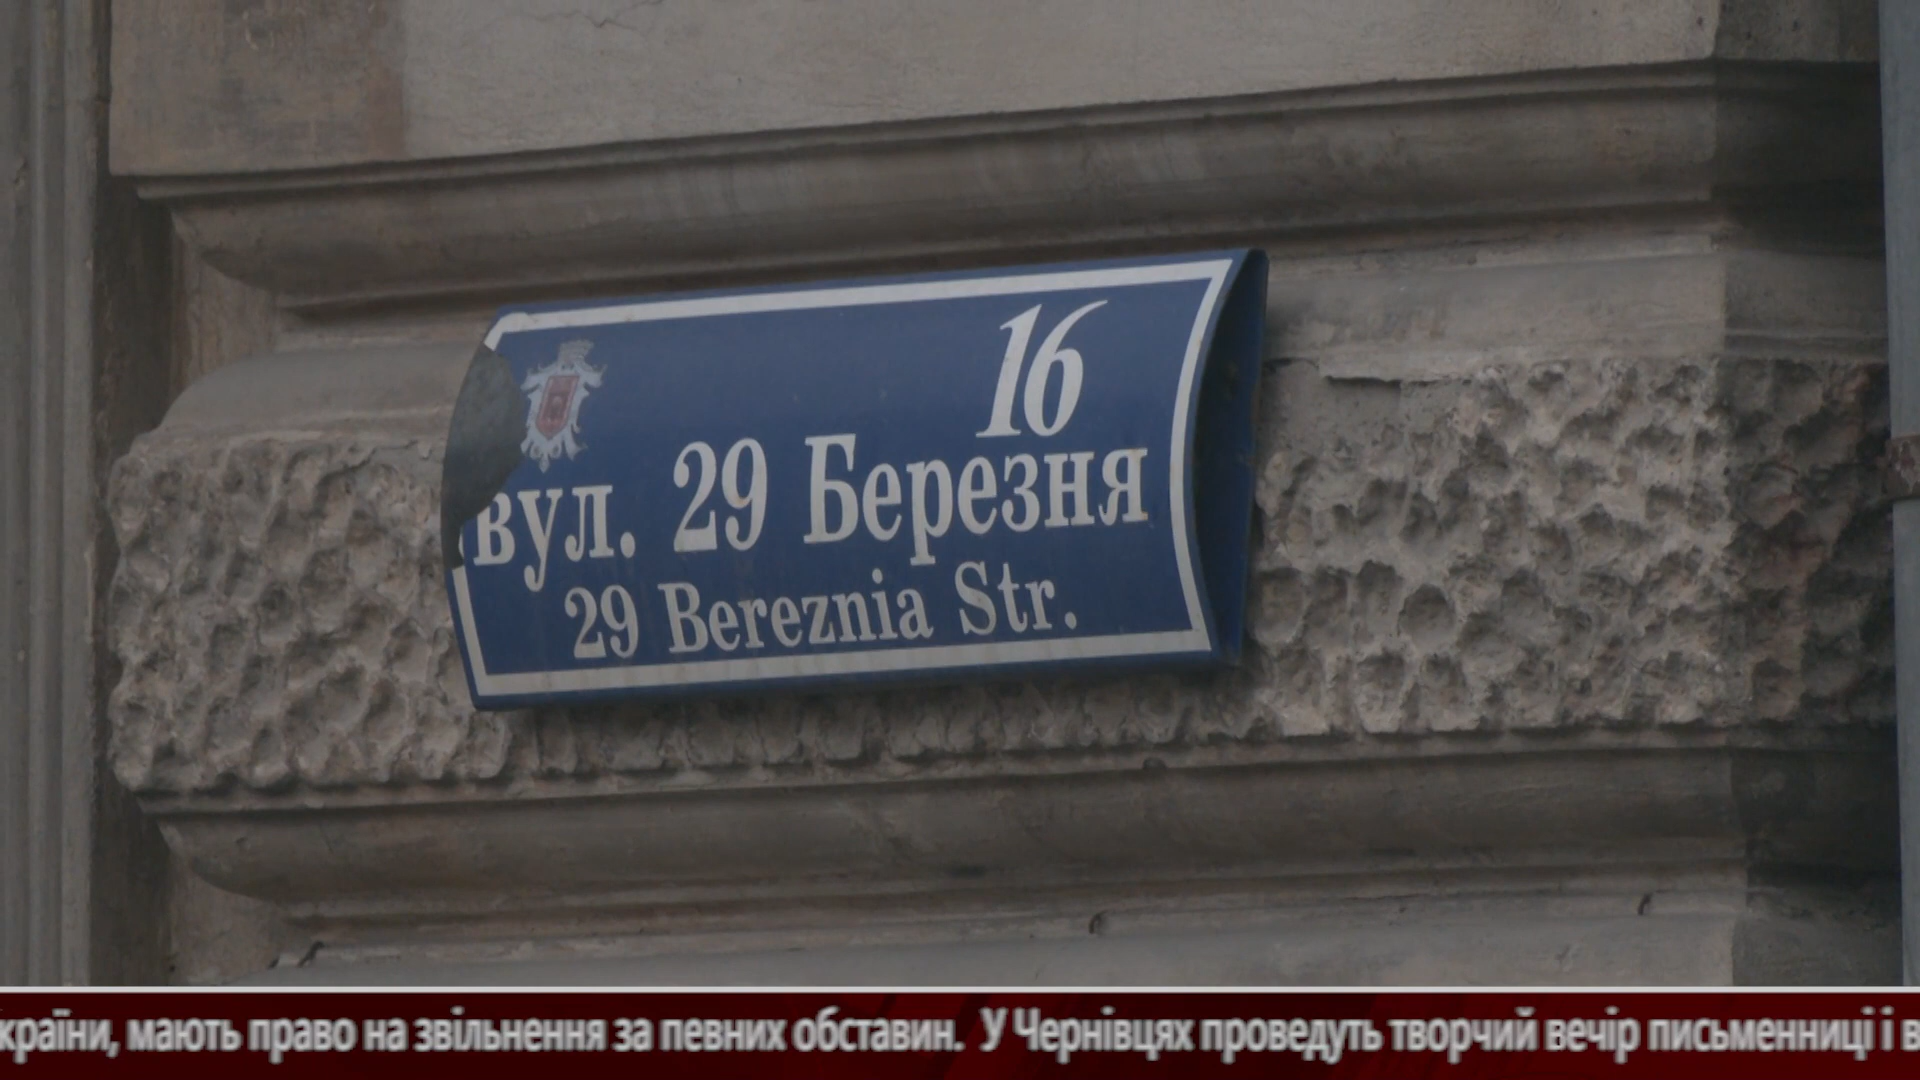 16
вул. 29 Березня
29 Bereznia Str.
країни, мають право на звільнення за певних обставин. У Чернівцях проведуть творчий вечір письменниці і в